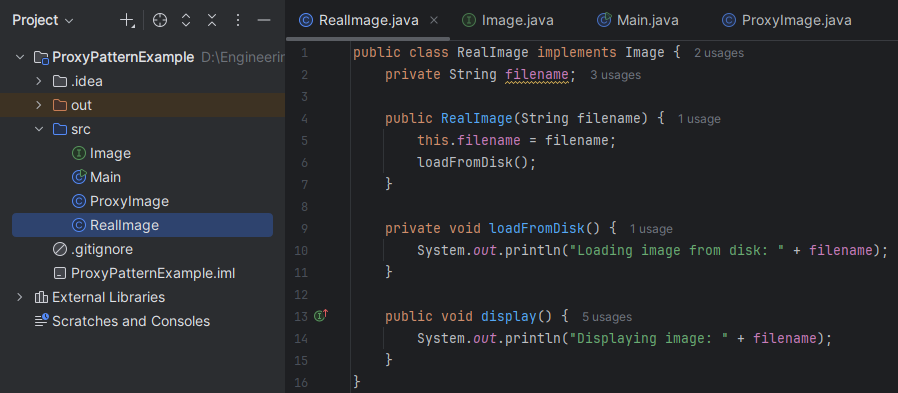 Project
ProxyPatternExample D:\Engineerin
.idea
out
src
Image
Main
ProxyImage
RealImage
.gitignore
ProxyPatternExample.iml
External Libraries
Scratches and Consoles
RealImage.java Image.java Main.java ProxyImage.java
1 public class RealImage implements Image { 2 usages
2 private String filename; 3 usages
3
4 public RealImage(String filename) { 1 usage
5 this.filename = filename;
6 loadFromDisk();
7 }
8
9 private void loadFromDisk() { 1 usage
10 System.out.println("Loading image from disk: " + filename);
11 }
12
13 public void display() { 5 usages
14 System.out.println("Displaying image: " + filename);
15 }
16 }